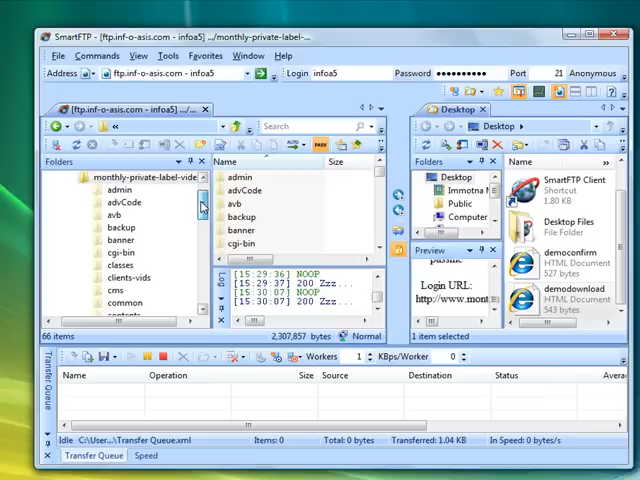 SmartFTP - [ftp.inf-o-asis.com - infoa5] .../monthly-private-label-...
File Commands View Tools Favorites Window Help
Address ftp.inf-o-asis.com - infoa5 Login infoa5 Password ●●●●●●●●●● Port 21 Anonymous
[ftp.inf-o-asis.com - infoa5] .../...
Desktop
«
Search
Desktop
AUTO
PASV
Folders
monthly-private-label-vide
admin
advCode
avb
backup
banner
cgi-bin
classes
clients-vids
cms
common
Name Size
admin
advCode
avb
backup
banner
cgi-bin
Log
[15:29:36] NOOP
[15:29:37] 200 Zzz...
[15:30:07] NOOP
[15:30:07] 200 Zzz...
66 items 2,307,857 bytes Normal
Folders
Desktop
Immotna
Public
Computer
Preview
Login URL:
http://www.mont
Name
SmartFTP Client
Shortcut
1.80 KB
Desktop Files
File Folder
democonfirm
HTML Document
527 bytes
demodownload
HTML Document
543 bytes
1 item selected
Transfer Queue
Workers 1 KBps/Worker 0
Name Operation Size Source Destination Status Avera
Idle C:\User...\Transfer Queue.xml Items: 0 Total: 0 bytes Transferred: 1.04 KB In Speed: 0 bytes/
Transfer Queue Speed